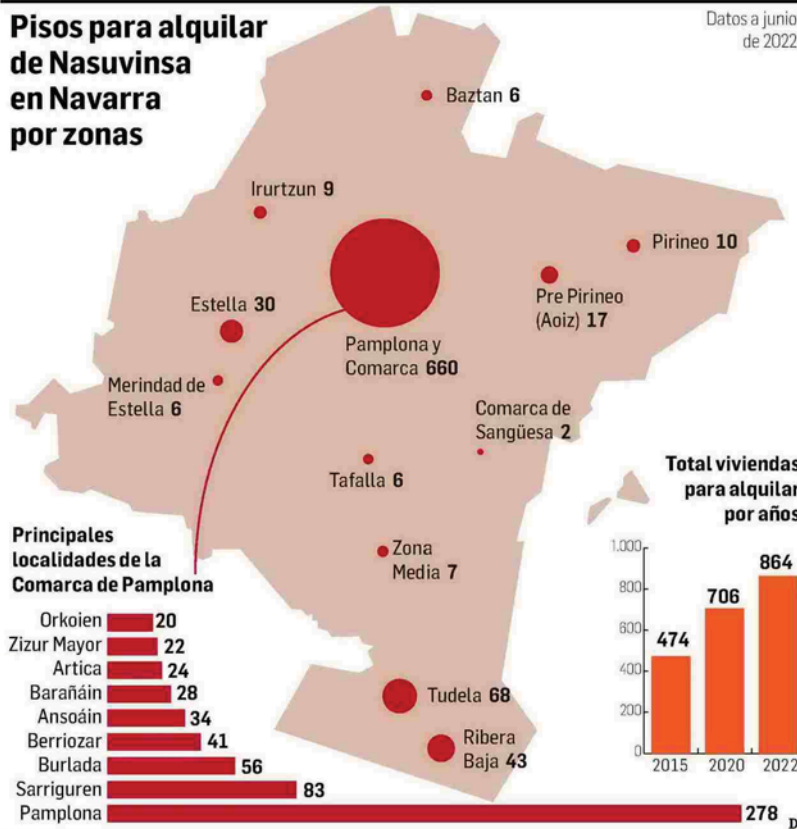 Pisos para alquilar
de Nasuvinsa
en Navarra
por zonas
Datos a junio
de 2022
Baztan 6
Irurtzun 9
Pirineo 10
Pre Pirineo
(Aoiz) 17
Estella 30
Pamplona y
Comarca 660
Merindad de
Estella 6
Comarca de
Sangüesa 2
Tafalla 6
Zona
Media 7
Tudela 68
Ribera
Baja 43
Principales
localidades de la
Comarca de Pamplona
Orkoien 20
Zizur Mayor 22
Artica 24
Barañáin 28
Ansoáin 34
Berriozar 41
Burlada 56
Sarriguren 83
Pamplona 278
Total viviendas
para alquilar
por años
1.000
800
600
400
200
0
474
706
864
2015 2020 2022
D